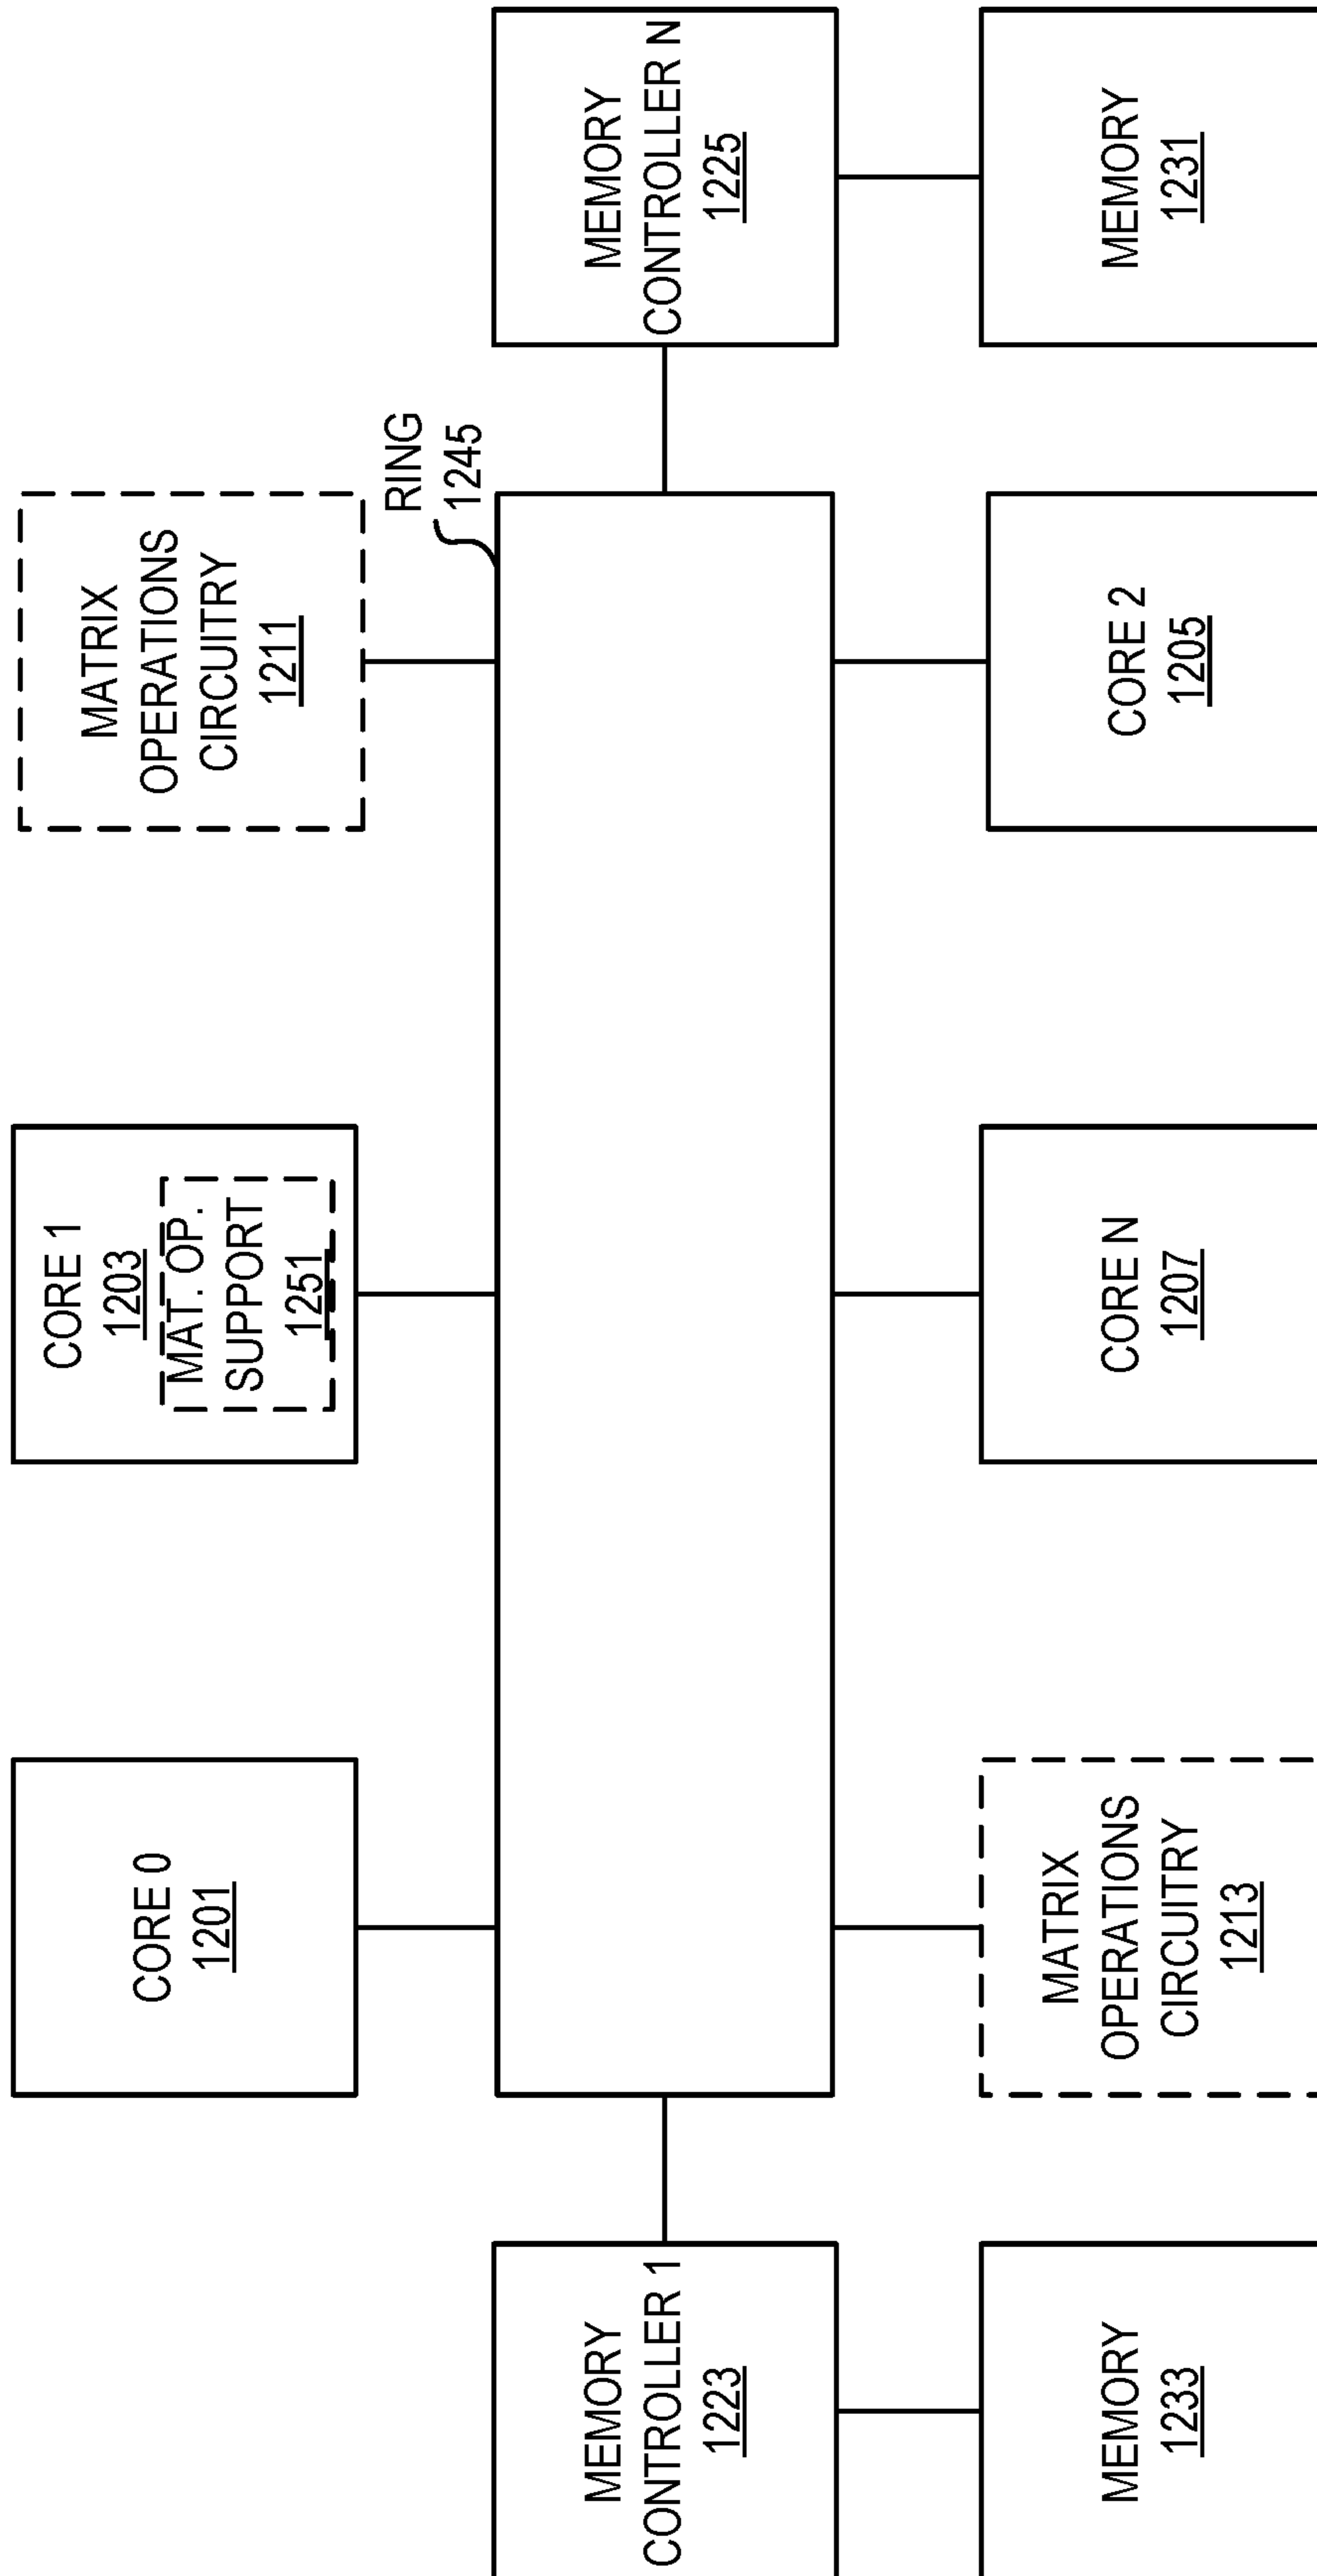 CORE 0
1201
CORE 1
1203
MAT. OP.
SUPPORT
1251
MATRIX
OPERATIONS
CIRCUITRY
1211
RING
1245
MEMORY
CONTROLLER 1
1223
MEMORY
CONTROLLER N
1225
MEMORY
1233
MATRIX
OPERATIONS
CIRCUITRY
1213
CORE N
1207
CORE 2
1205
MEMORY
1231